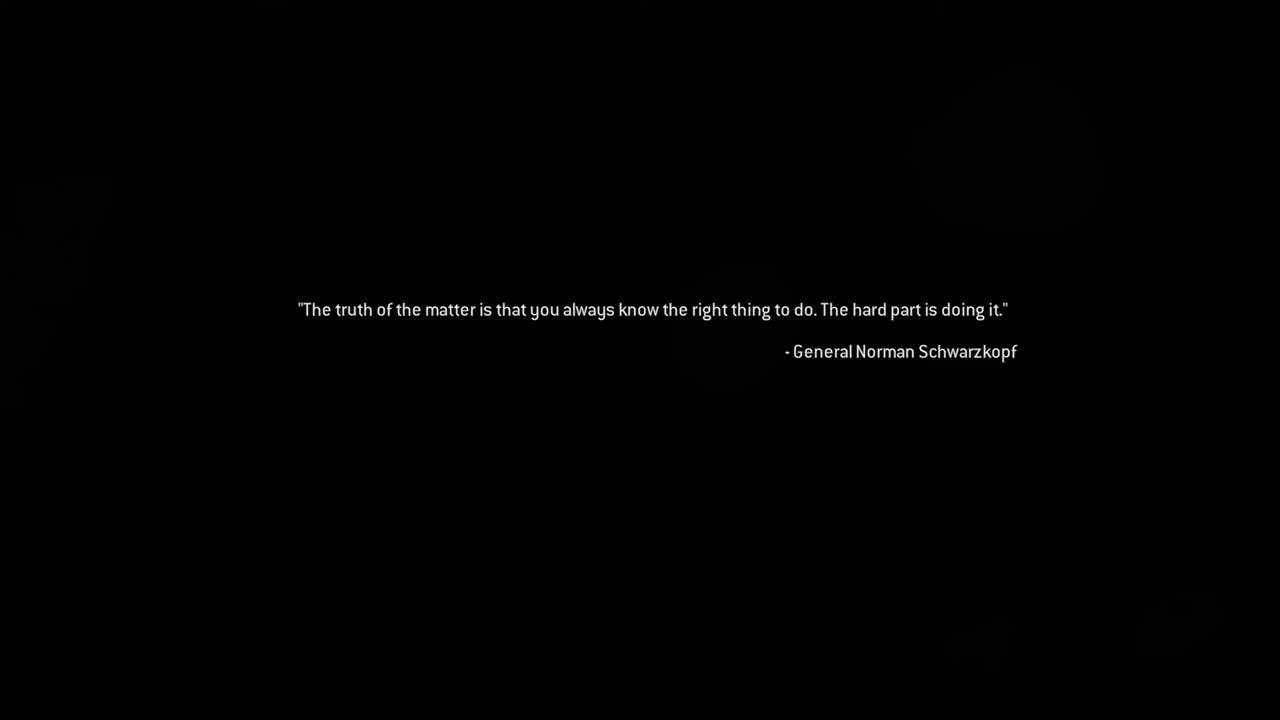 "The truth of the matter is that you always know the right thing to do. The hard part is doing it."
- General Norman Schwarzkopf